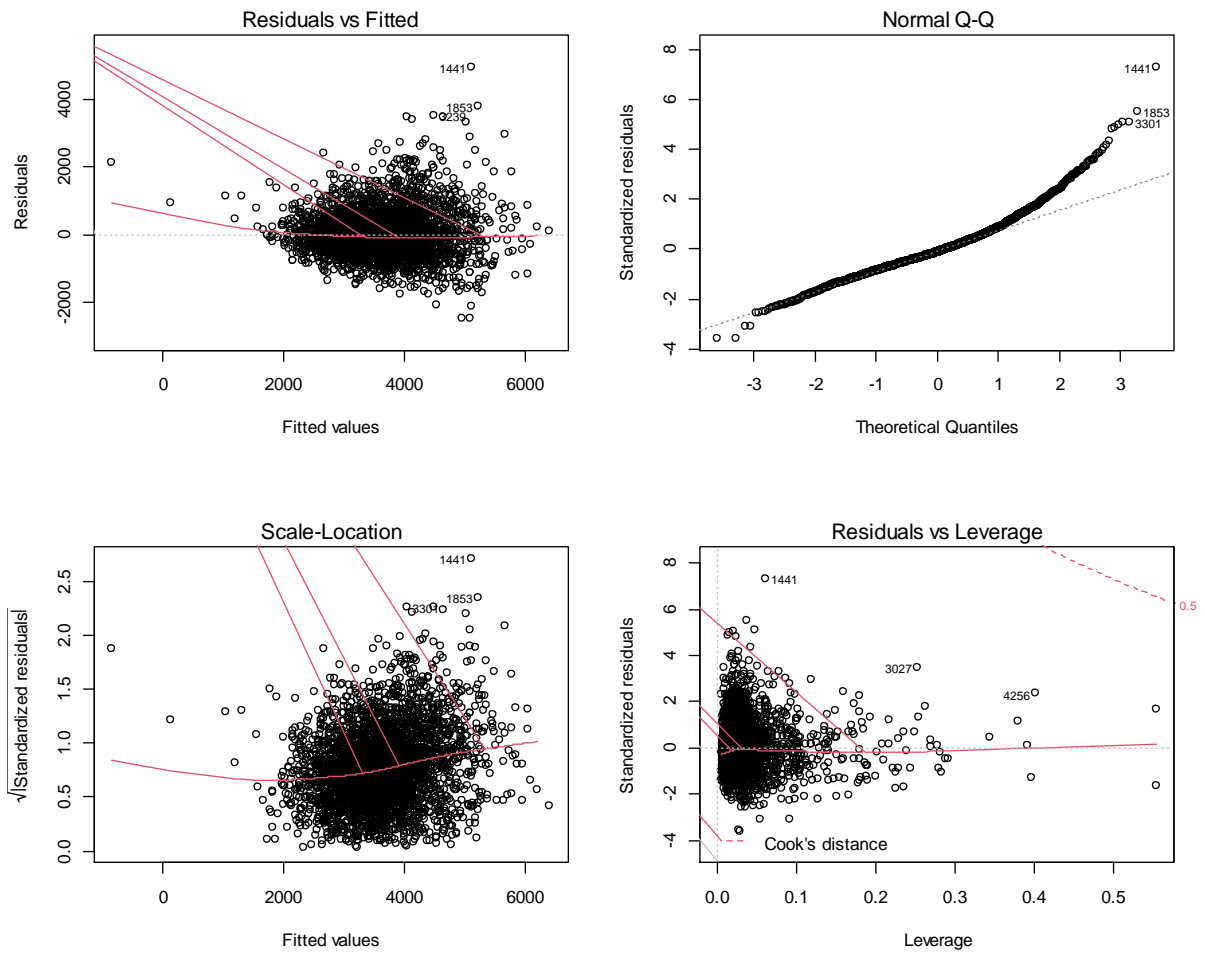 Residuals vs Fitted
Residuals
4000
2000
0
-2000
1441
1853
3239
0 2000 4000 6000
Fitted values
Normal Q-Q
Standardized residuals
8
6
4
2
0
-2
-4
1441
1853
3301
-3 -2 -1 0 1 2 3
Theoretical Quantiles
Scale-Location
√|Standardized residuals|
2.5
2.0
1.5
1.0
0.5
0.0
1441
1853
3301
0 2000 4000 6000
Fitted values
Residuals vs Leverage
Standardized residuals
8
6
4
2
0
-2
-4
1441
3027
4256
0.5
Cook's distance
0.0 0.1 0.2 0.3 0.4 0.5
Leverage